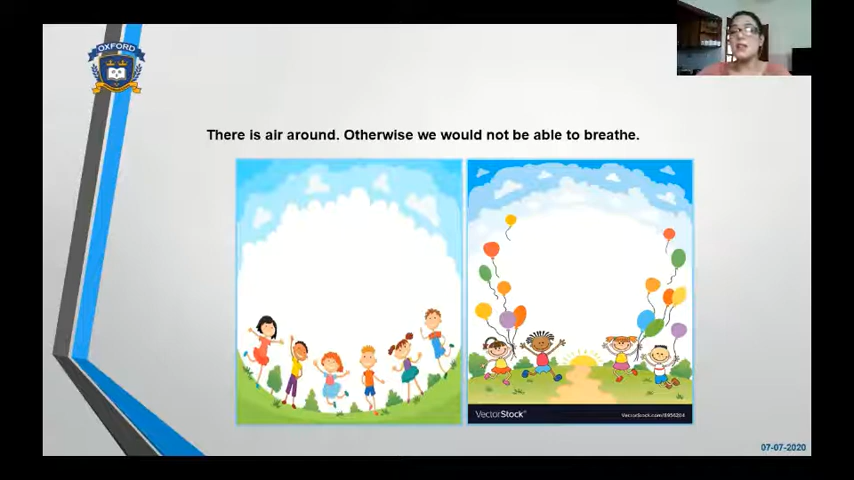 OXFORD
There is air around. Otherwise we would not be able to breathe.
VectorStock®
VectorStock.com/8956284
07-07-2020